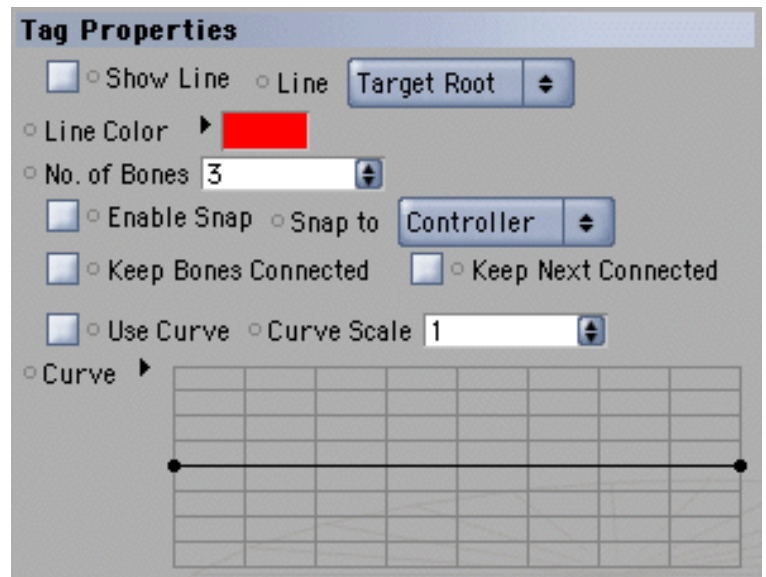 Tag Properties
Show Line Line Target Root
Line Color
No. of Bones 3
Enable Snap Snap to Controller
Keep Bones Connected Keep Next Connected
Use Curve Curve Scale 1
Curve